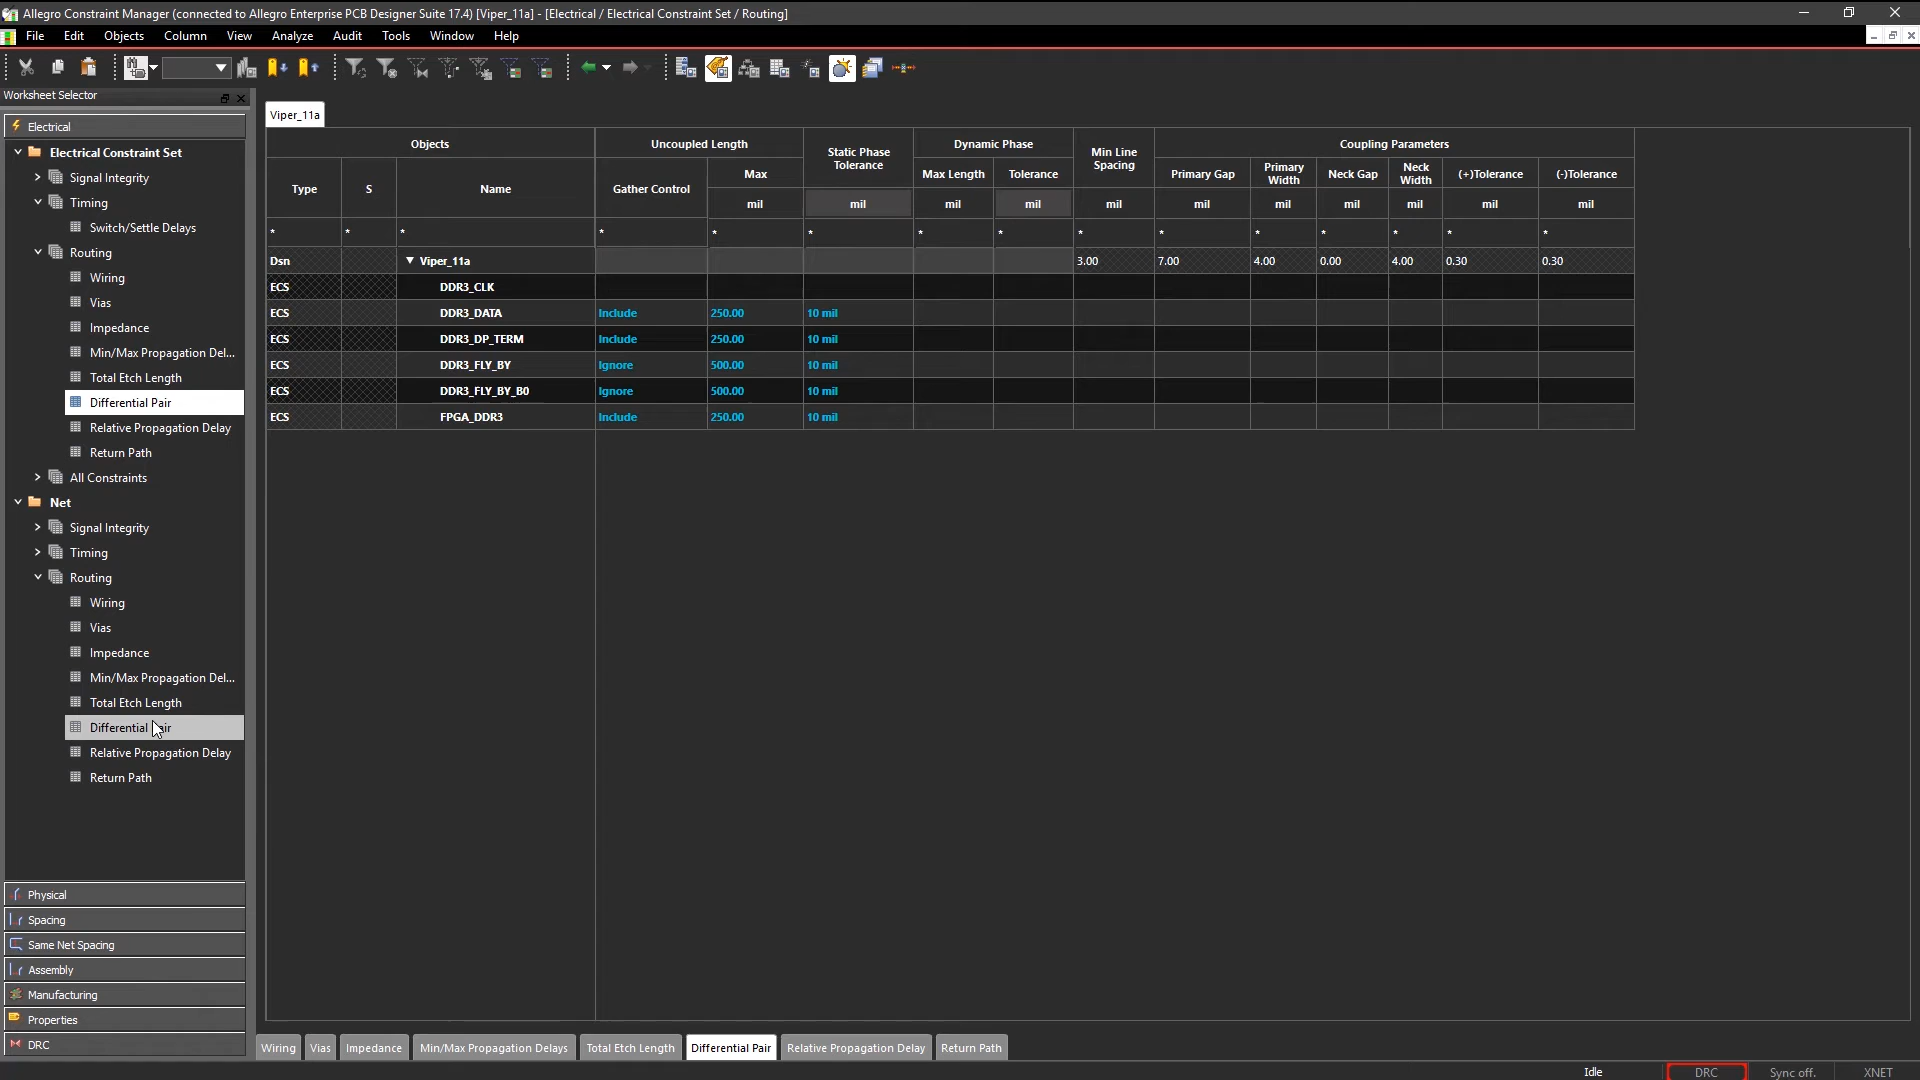 Allegro Constraint Manager (connected to Allegro Enterprise PCB Designer Suite 17.4) [Viper_11a] - [Electrical / Electrical Constraint Set / Routing]
File Edit Objects Column View Analyze Audit Tools Window Help
Worksheet Selector
Electrical
Electrical Constraint Set
Signal Integrity
Timing
Switch/Settle Delays
Routing
Wiring
Vias
Impedance
Min/Max Propagation Del...
Total Etch Length
Differential Pair
Relative Propagation Delay
Return Path
All Constraints
Net
Signal Integrity
Timing
Routing
Wiring
Vias
Impedance
Min/Max Propagation Del...
Total Etch Length
Differential
Relative Propagation Delay
Return Path
Physical
Spacing
Same Net Spacing
Assembly
Manufacturing
Properties
DRC
Viper_11a
Objects Uncoupled Length Static Phase Tolerance Dynamic Phase Min Line Spacing Coupling Parameters
Type S Name Gather Control Max Max Length Tolerance Primary Gap Primary Width Neck Gap Neck Width (+)Tolerance (-)Tolerance
mil mil mil mil mil mil mil mil mil mil mil
* * * * * * * * * * * * * * *
Dsn ▼ Viper_11a 3.00 7.00 4.00 0.00 4.00 0.30 0.30
ECS DDR3_CLK
ECS DDR3_DATA Include 250.00 10 mil
ECS DDR3_DP_TERM Include 250.00 10 mil
ECS DDR3_FLY_BY Ignore 500.00 10 mil
ECS DDR3_FLY_BY_B0 Ignore 500.00 10 mil
ECS FPGA_DDR3 Include 250.00 10 mil
Wiring Vias Impedance Min/Max Propagation Delays Total Etch Length Differential Pair Relative Propagation Delay Return Path
Idle DRC Sync off. XNET